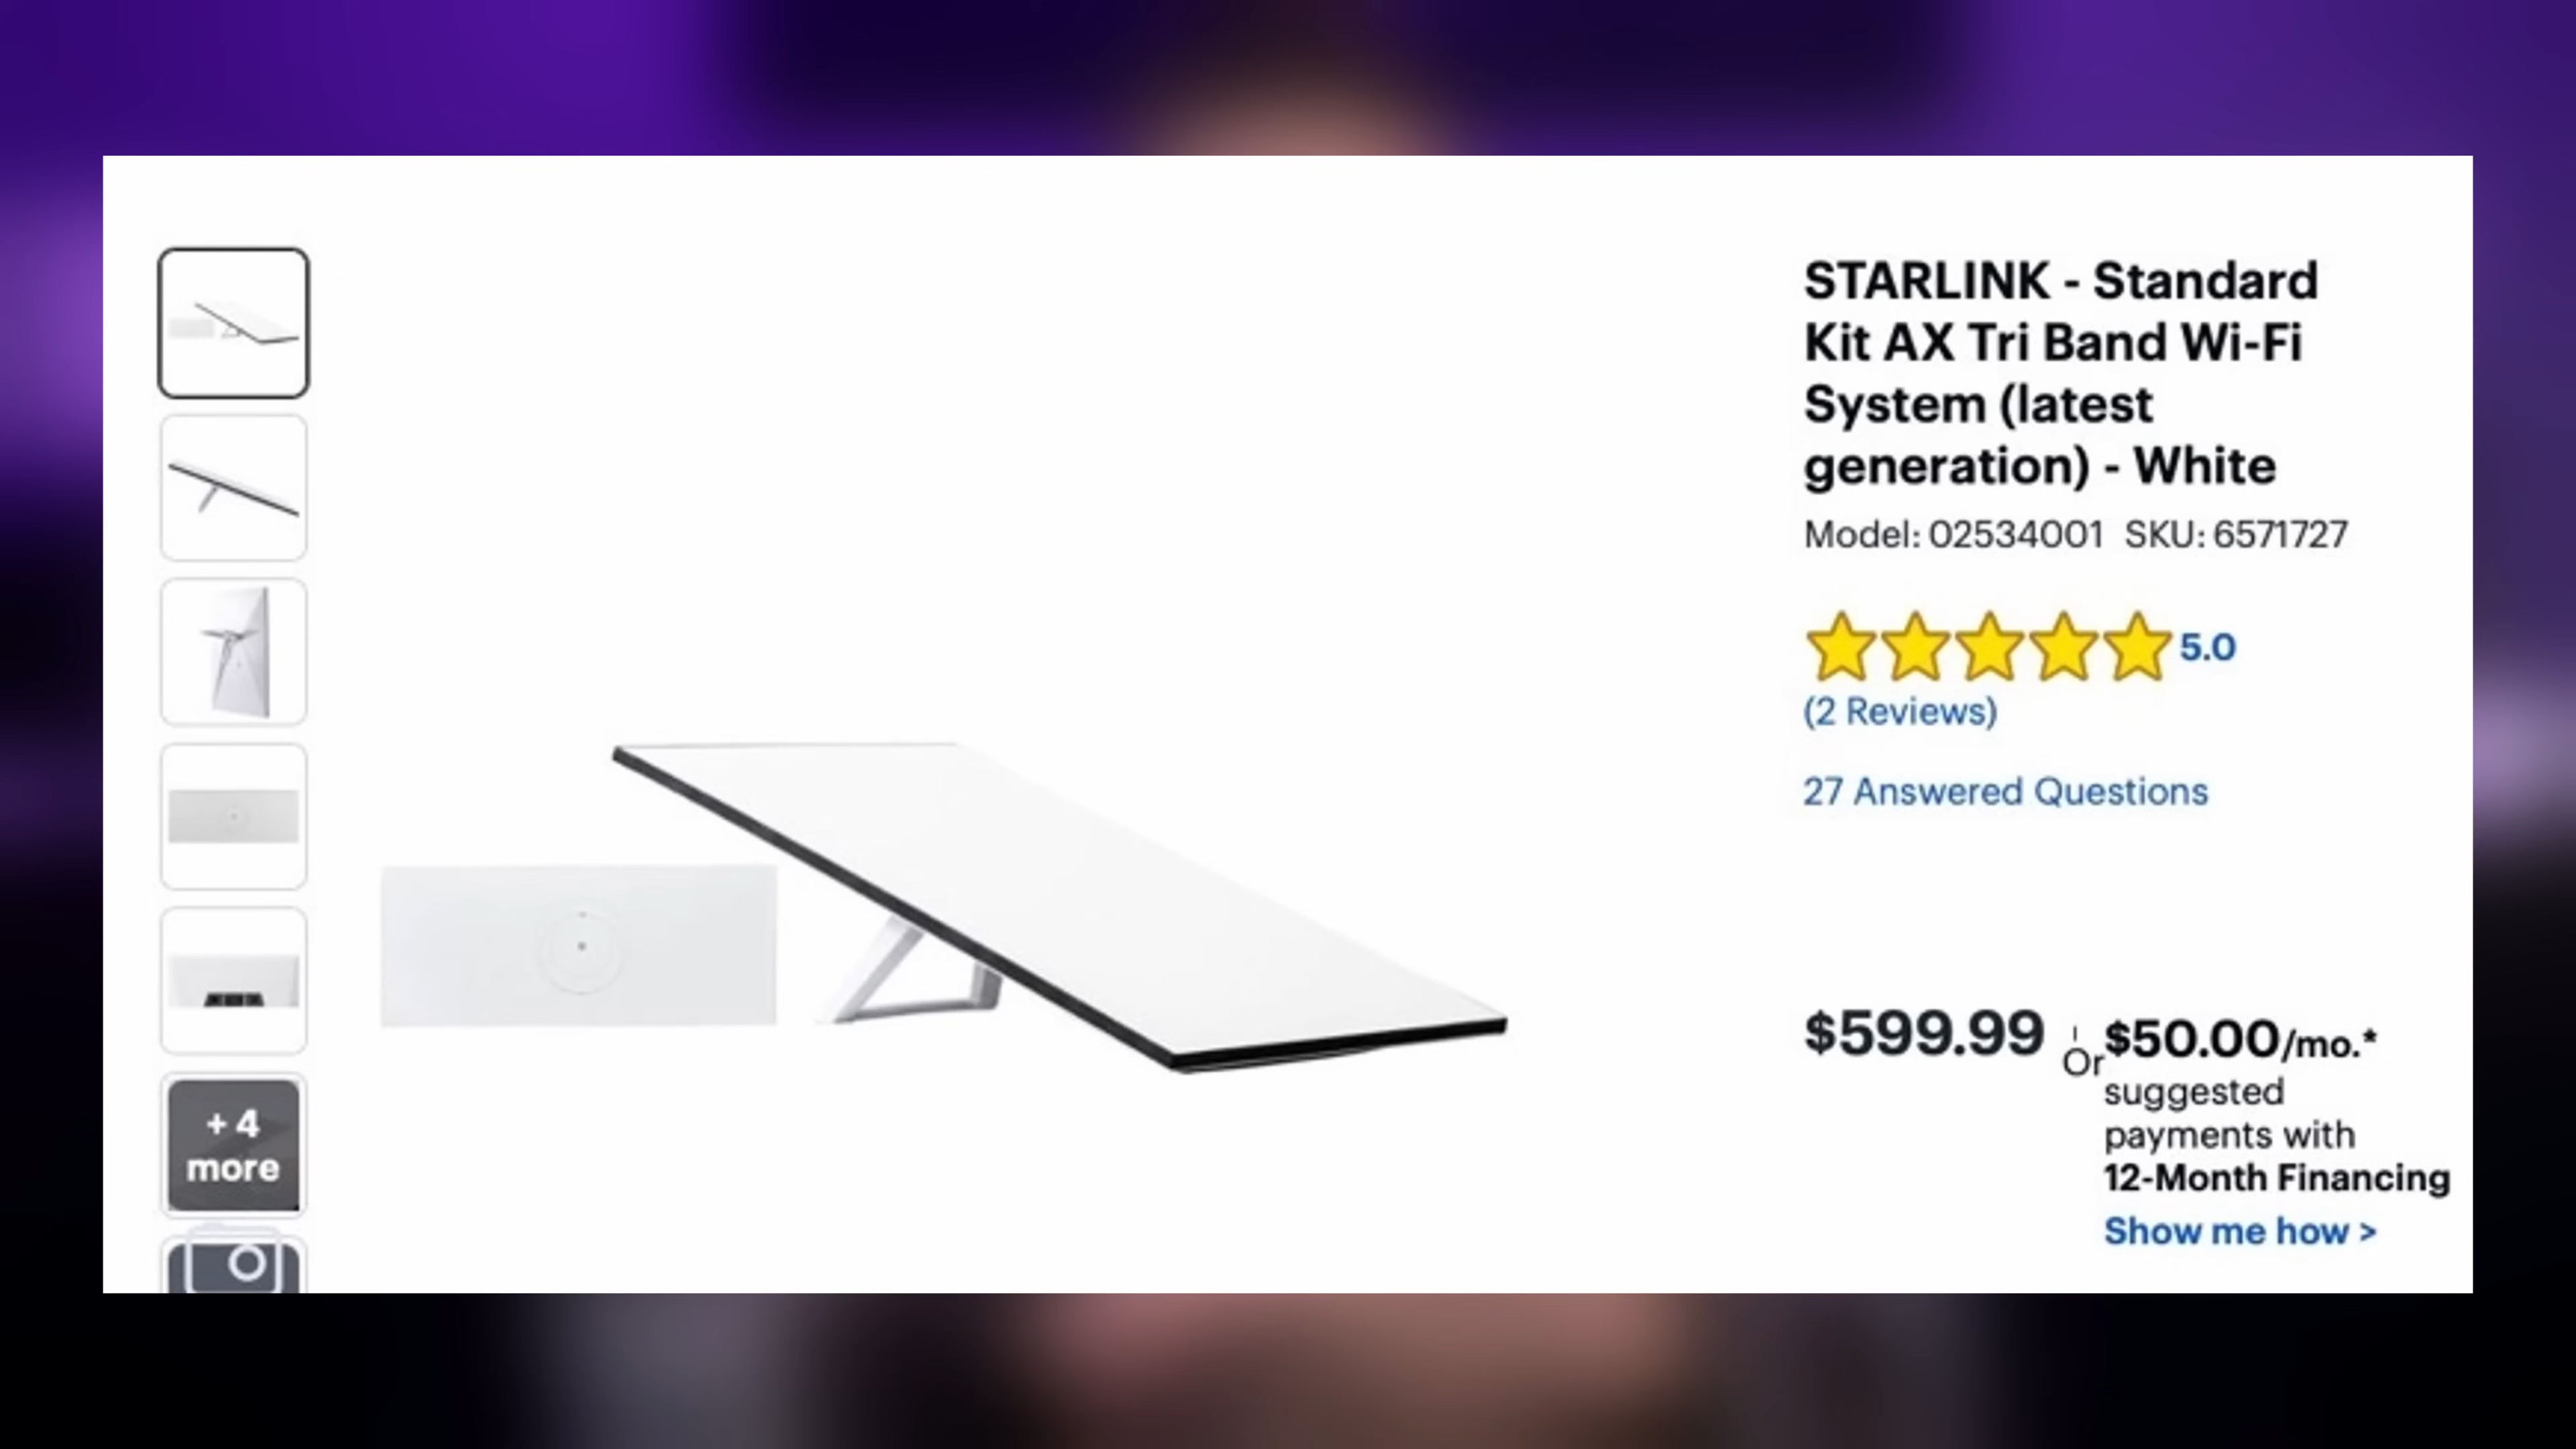 STARLINK - Standard
Kit AX Tri Band Wi-Fi
System (latest
generation) - White
Model: 02534001 SKU: 6571727
5.0
(2 Reviews)
27 Answered Questions
$599.99 Or $50.00/mo.*
suggested
payments with
12-Month Financing
Show me how >
+ 4
more